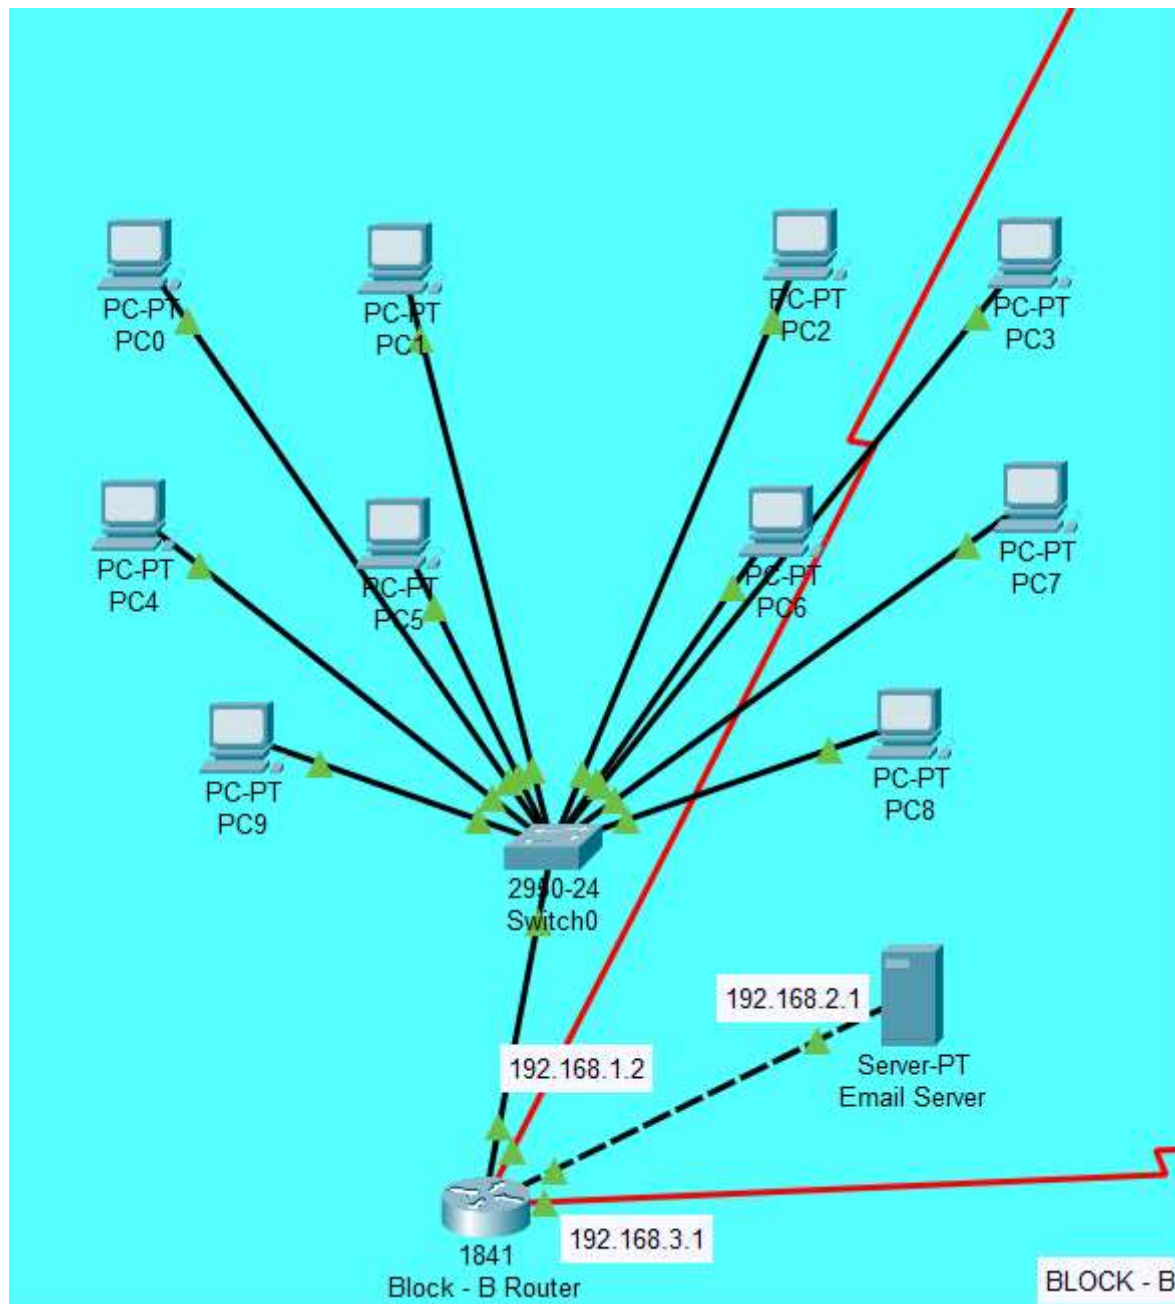 PC-PT
PC0
PC-PT
PC1
PC-PT
PC2
PC-PT
PC3
PC-PT
PC4
PC-PT
PC5
PC-PT
PC6
PC-PT
PC7
PC-PT
PC9
PC-PT
PC8
2950-24
Switch0
192.168.2.1
Server-PT
Email Server
192.168.1.2
192.168.3.1
1841
Block - B Router
BLOCK - B